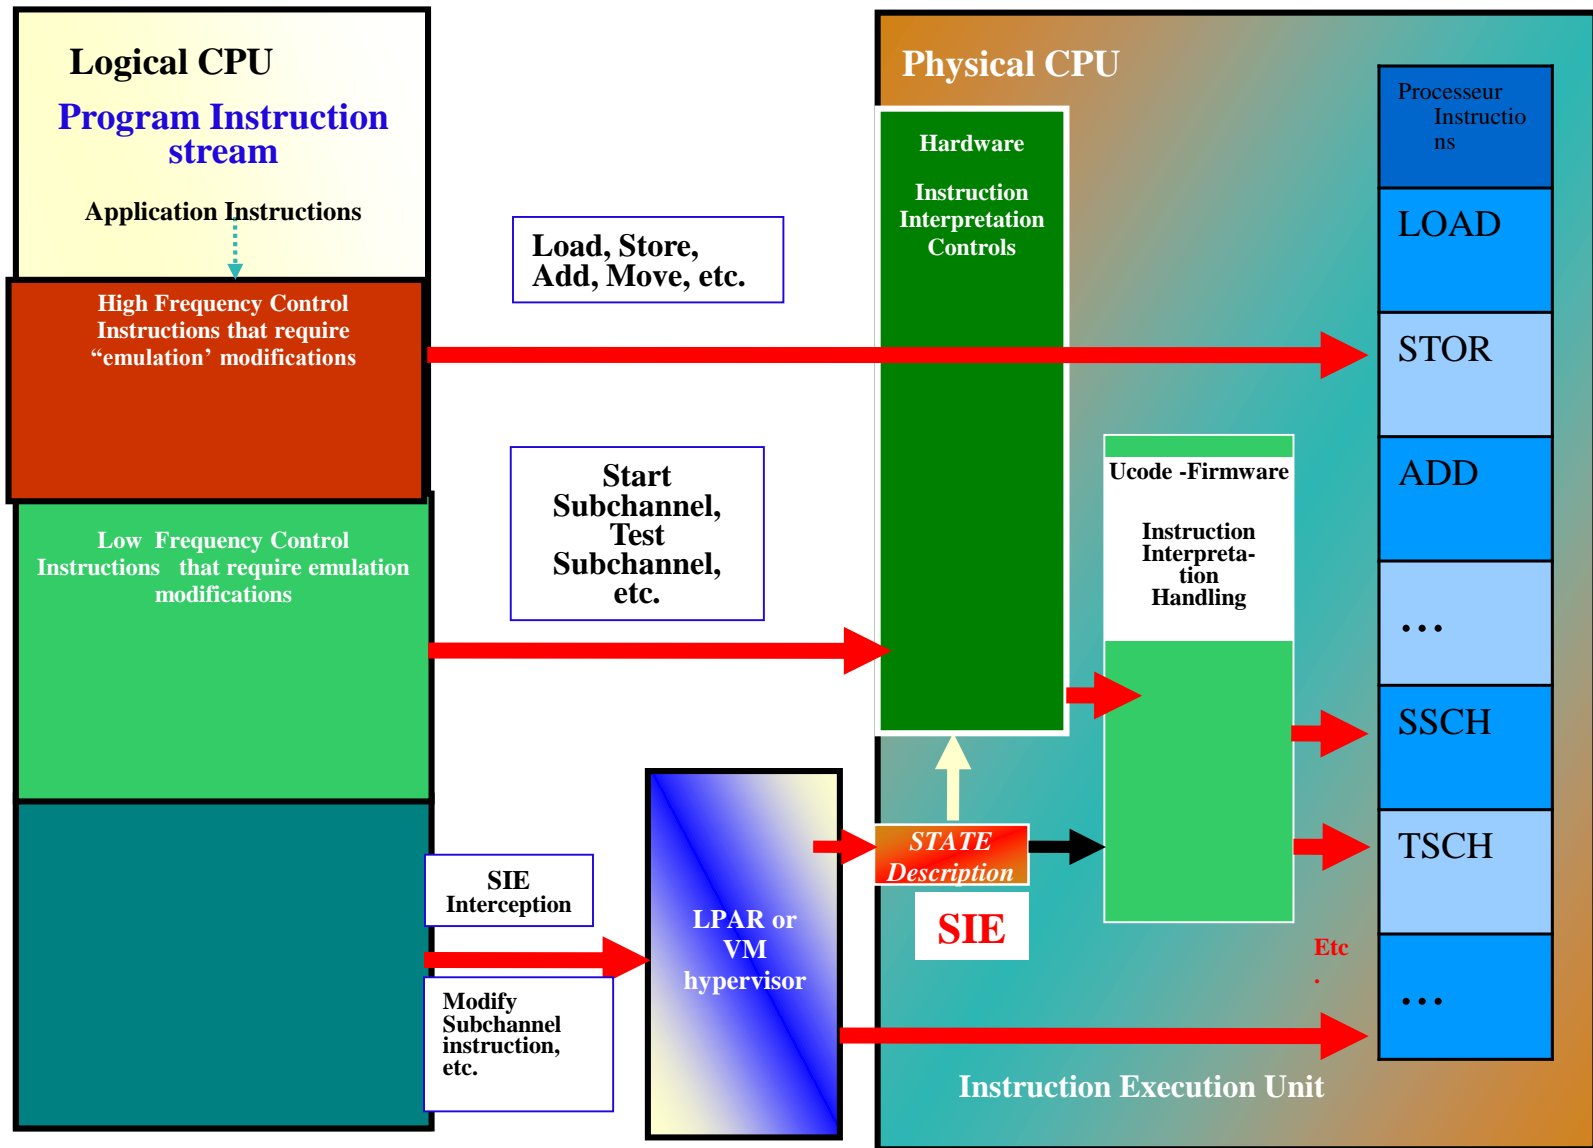 Logical CPU
Program Instruction
stream
Application Instructions
High Frequency Control
Instructions that require
“emulation’ modifications
Low Frequency Control
Instructions that require emulation
modifications
Load, Store,
Add, Move, etc.
Start
Subchannel,
Test
Subchannel,
etc.
SIE
Interception
Modify
Subchannel
instruction,
etc.
LPAR or
VM
hypervisor
Physical CPU
Hardware
Instruction
Interpretation
Controls
STATE
Description
SIE
Ucode -Firmware
Instruction
Interpreta-
tion
Handling
Etc
.
Instruction Execution Unit
Processeur
Instructio
ns
LOAD
STOR
ADD
…
SSCH
TSCH
…